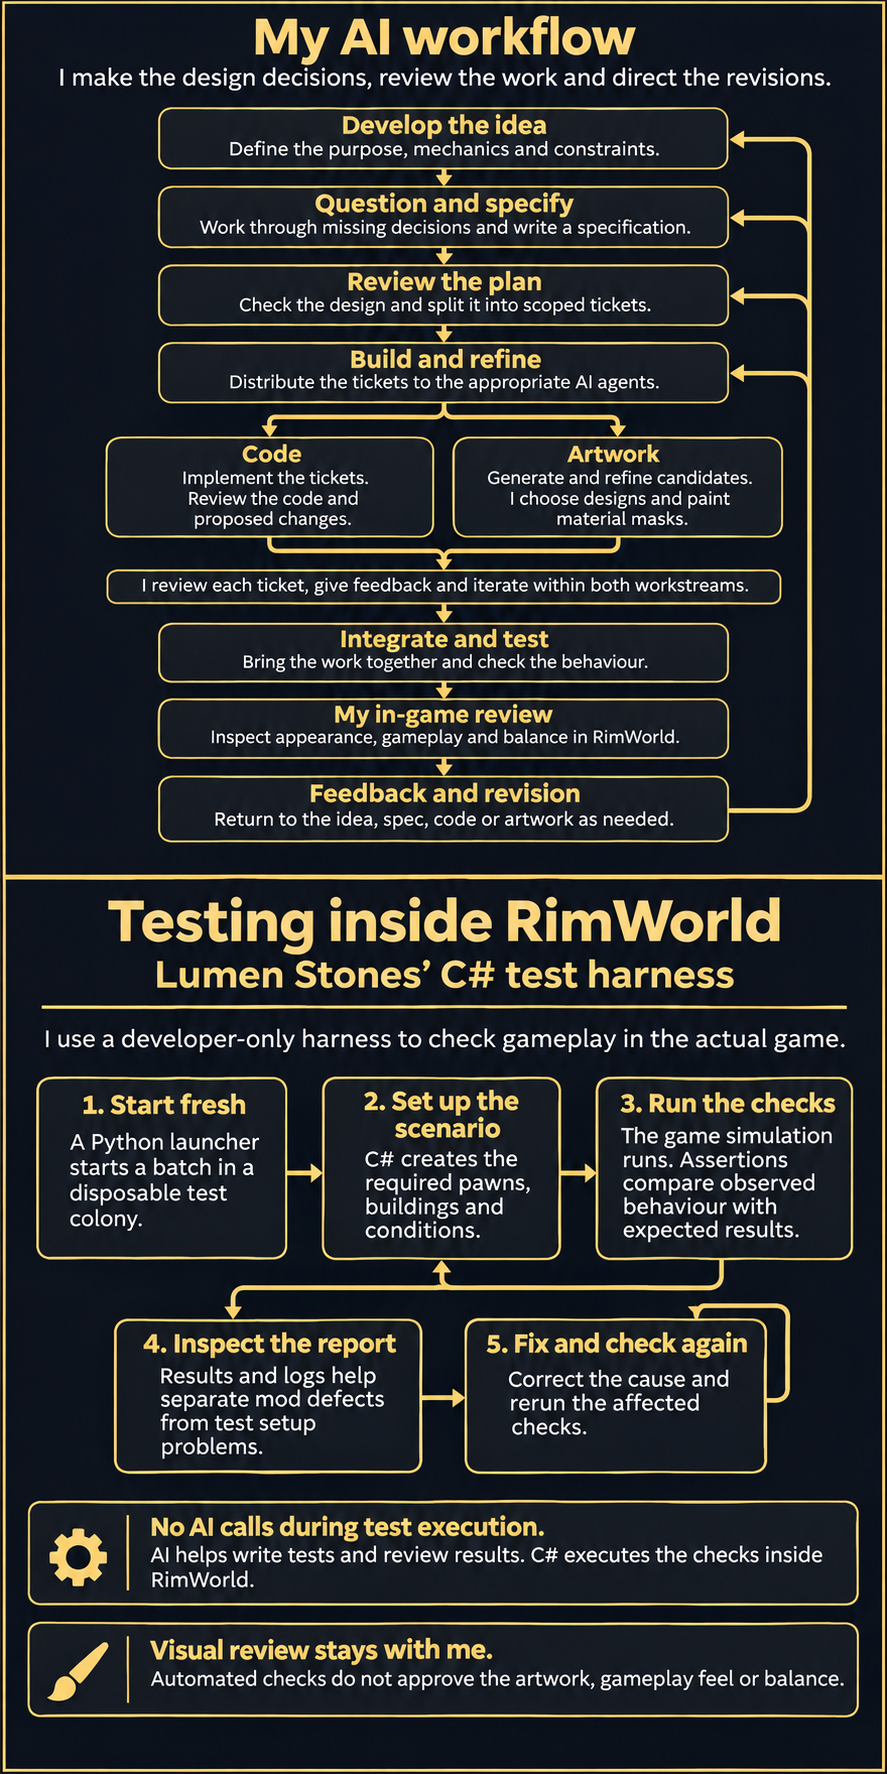 My AI workflow
I make the design decisions, review the work and direct the revisions.
Develop the idea
Define the purpose, mechanics and constraints.
Question and specify
Work through missing decisions and write a specification.
Review the plan
Check the design and split it into scoped tickets.
Build and refine
Distribute the tickets to the appropriate AI agents.
Code
Implement the tickets.
Review the code and
proposed changes.
Artwork
Generate and refine candidates.
I choose designs and paint
material masks.
I review each ticket, give feedback and iterate within both workstreams.
Integrate and test
Bring the work together and check the behaviour.
My in-game review
Inspect appearance, gameplay and balance in RimWorld.
Feedback and revision
Return to the idea, spec, code or artwork as needed.
Testing inside RimWorld
Lumen Stones’ C# test harness
I use a developer-only harness to check gameplay in the actual game.
1. Start fresh
A Python launcher
starts a batch in a
disposable test
colony.
2. Set up the
scenario
C# creates the
required pawns,
buildings and
conditions.
3. Run the checks
The game simulation
runs. Assertions
compare observed
behaviour with
expected results.
4. Inspect the report
Results and logs help
separate mod defects
from test setup
problems.
5. Fix and check again
Correct the cause and
rerun the affected
checks.
No AI calls during test execution.
AI helps write tests and review results. C# executes the checks inside
RimWorld.
Visual review stays with me.
Automated checks do not approve the artwork, gameplay feel or balance.